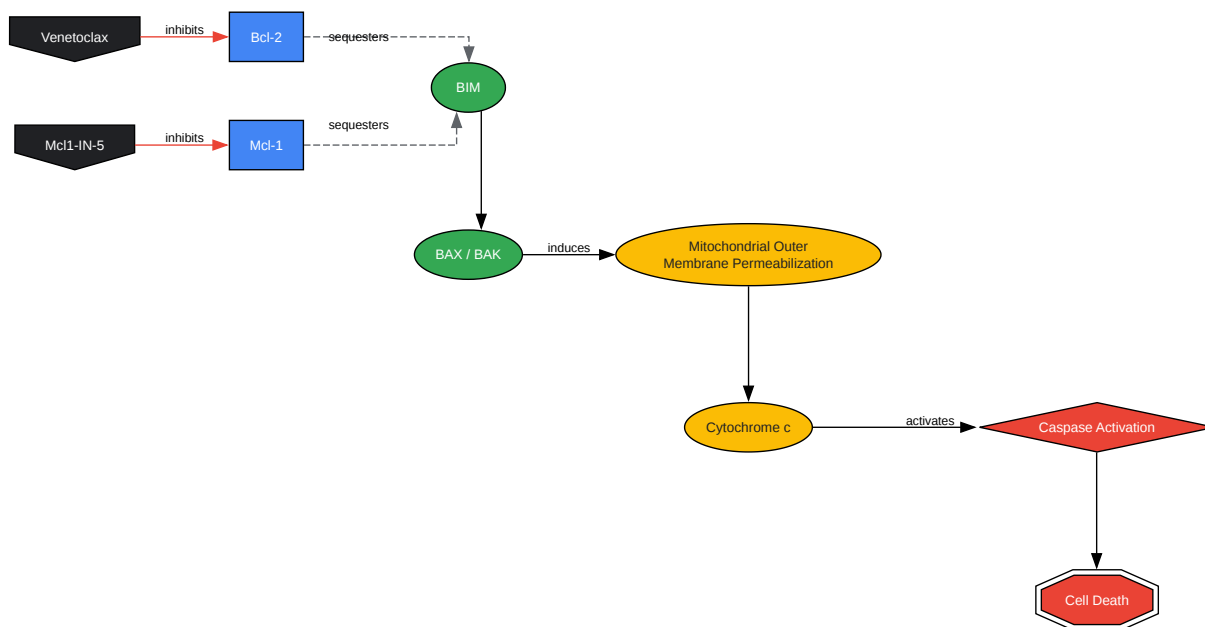 Venetoclax
inhibits
Bcl-2
sequesters
BIM
Mcl1-IN-5
inhibits
Mcl-1
sequesters
BAX / BAK
induces
Mitochondrial Outer
Membrane Permeabilization
Cytochrome c
activates
Caspase Activation
Cell Death